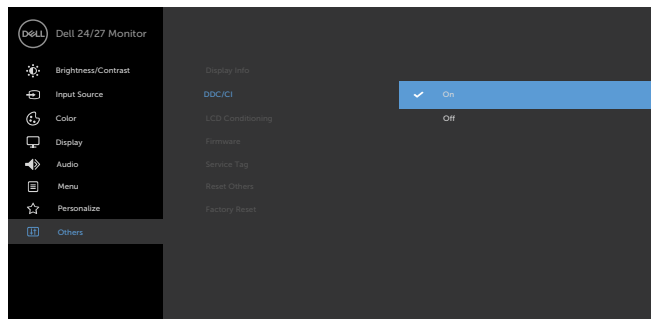 DELL Dell 24/27 Monitor
Brightness/Contrast
Input Source
Color
Display
Audio
Menu
Personalize
Others
Display Info
DDC/CI
LCD Conditioning
Firmware
Service Tag
Reset Others
Factory Reset
On
Off